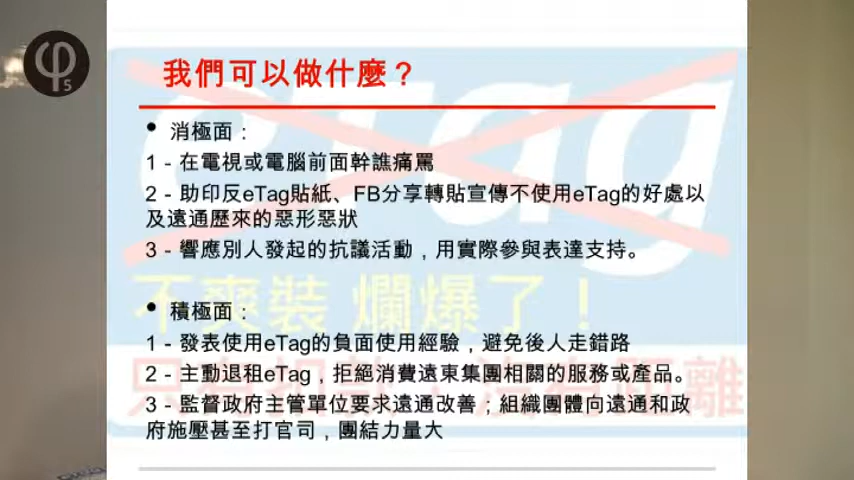 φ5
eTag
我們可以做什麼？
• 消極面：
1－在電視或電腦前面幹譙痛罵
2－助印反eTag貼紙、FB分享轉貼宣傳不使用eTag的好處以
及遠通歷來的惡形惡狀
3－響應別人發起的抗議活動，用實際參與表達支持。
不爽裝 爛爆了！
• 積極面：
1－發表使用eTag的負面使用經驗，避免後人走錯路
2－主動退租eTag，拒絕消費遠東集團相關的服務或產品。
3－監督政府主管單位要求遠通改善；組織團體向遠通和政
府施壓甚至打官司，團結力量大